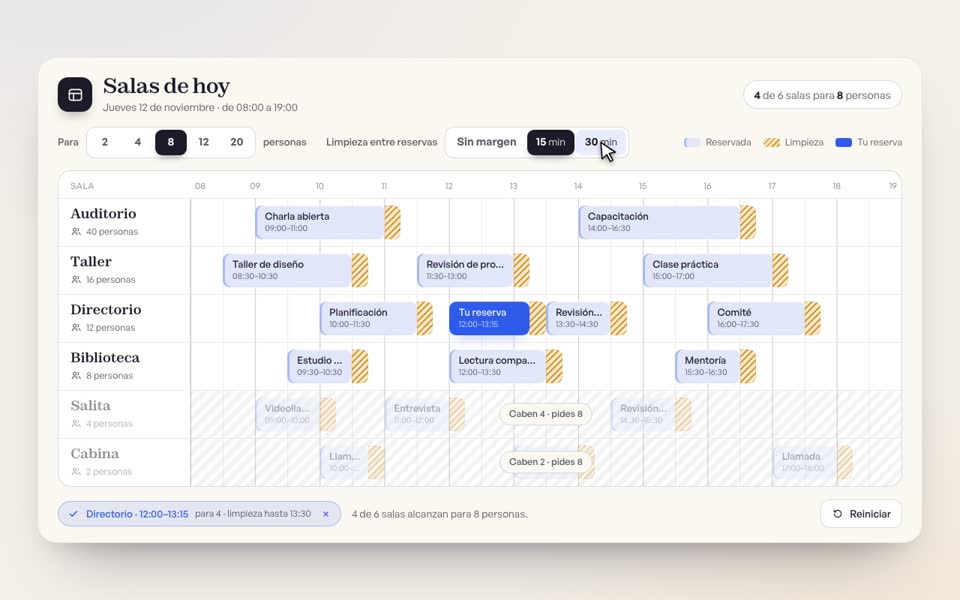 Salas de hoy
Jueves 12 de noviembre · de 08:00 a 19:00
4 de 6 salas para 8 personas
Para 2 4 8 12 20 personas Limpieza entre reservas Sin margen 15 min 30 min Reservada Limpieza Tu reserva
SALA 08 09 10 11 12 13 14 15 16 17 18 19
Auditorio
40 personas
Charla abierta
09:00–11:00
Capacitación
14:00–16:30
Taller
16 personas
Taller de diseño
08:30–10:30
Revisión de pro...
11:30–13:00
Clase práctica
15:00–17:00
Directorio
12 personas
Planificación
10:00–11:30
Tu reserva
12:00–13:15
Revisión...
13:30–14:30
Comité
16:00–17:30
Biblioteca
8 personas
Estudio ...
09:30–10:30
Lectura compa...
12:00–13:30
Mentoría
15:30–16:30
Salita
4 personas
Videolla...
09:00–10:00
Entrevista
11:00–12:00
Caben 4 · pides 8
Revisión...
14:30–15:30
Cabina
2 personas
Llam...
10:00–...
Caben 2 · pides 8
Llamada
17:00–18:00
Directorio · 12:00–13:15 para 4 · limpieza hasta 13:30
4 de 6 salas alcanzan para 8 personas.
Reiniciar